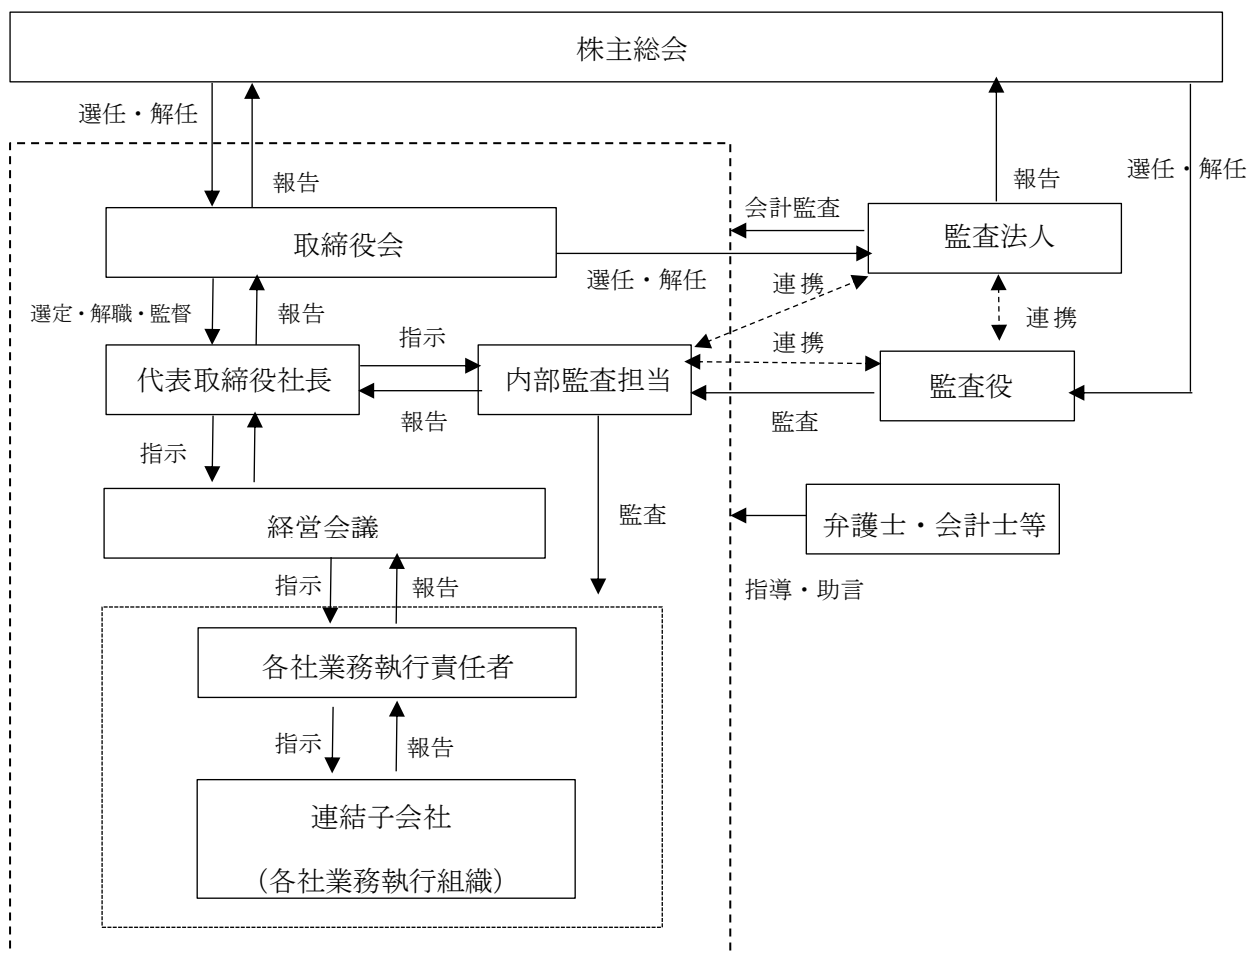 株主総会
選任・解任
報告
報告
選任・解任
会計監査
取締役会
監査法人
選任・解任
連携
選定・解職・監督
報告
連携
指示
連携
代表取締役社長
内部監査担当
監査役
報告
監査
指示
経営会議
監査
弁護士・会計士等
指示
報告
指導・助言
各社業務執行責任者
指示
報告
連結子会社
（各社業務執行組織）